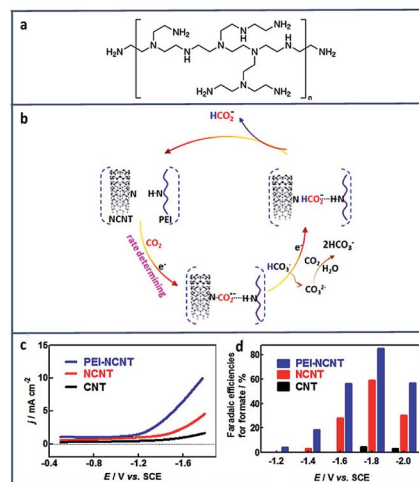 a
NH₂
NH₂
H₂N
H
N
N
N
N
H
N
N
H
N
NH₂
H₂N
N
NH₂
n
b
HCO₂⁻
N
H-N
N HCO₂⁻ H-N
NCNT
PEI
CO₂
e⁻
rate determining
e⁻
2HCO₃⁻
HCO₃⁻
CO₂
H₂O
CO₃²⁻
N-CO₂•⁻ H-N
c
j / mA cm⁻²
15
10
5
0
PEI-NCNT
NCNT
CNT
-0.4 -0.8 -1.2 -1.6
E / V vs. SCE
d
Faradaic efficiencies
for formate / %
80
60
40
20
0
PEI-NCNT
NCNT
CNT
-1.2 -1.4 -1.6 -1.8 -2.0
E / V vs. SCE